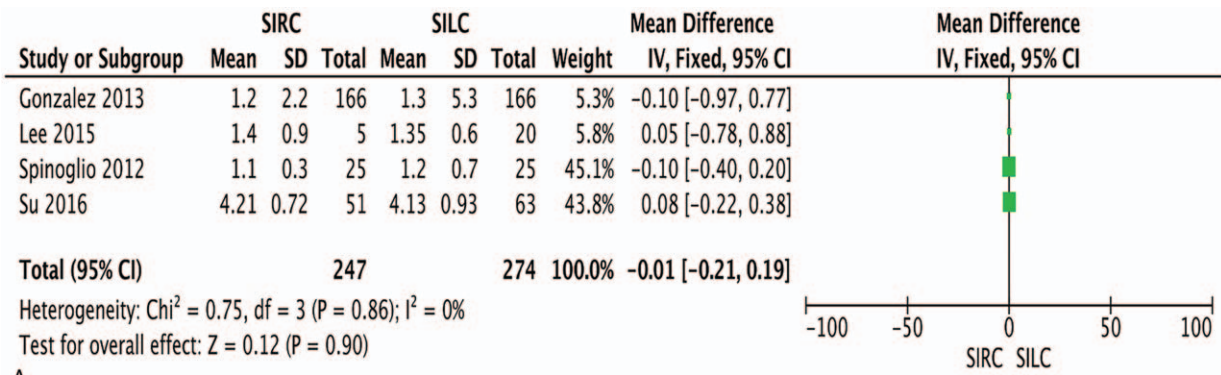 SIRC SILC Mean Difference Mean Difference
Study or Subgroup Mean SD Total Mean SD Total Weight IV, Fixed, 95% CI IV, Fixed, 95% CI
Gonzalez 2013 1.2 2.2 166 1.3 5.3 166 5.3% −0.10 [−0.97, 0.77]
Lee 2015 1.4 0.9 5 1.35 0.6 20 5.8% 0.05 [−0.78, 0.88]
Spinoglio 2012 1.1 0.3 25 1.2 0.7 25 45.1% −0.10 [−0.40, 0.20]
Su 2016 4.21 0.72 51 4.13 0.93 63 43.8% 0.08 [−0.22, 0.38]
Total (95% CI) 247 274 100.0% −0.01 [−0.21, 0.19]
Heterogeneity: Chi² = 0.75, df = 3 (P = 0.86); I² = 0%
Test for overall effect: Z = 0.12 (P = 0.90)
−100 −50 0 50 100
SIRC SILC